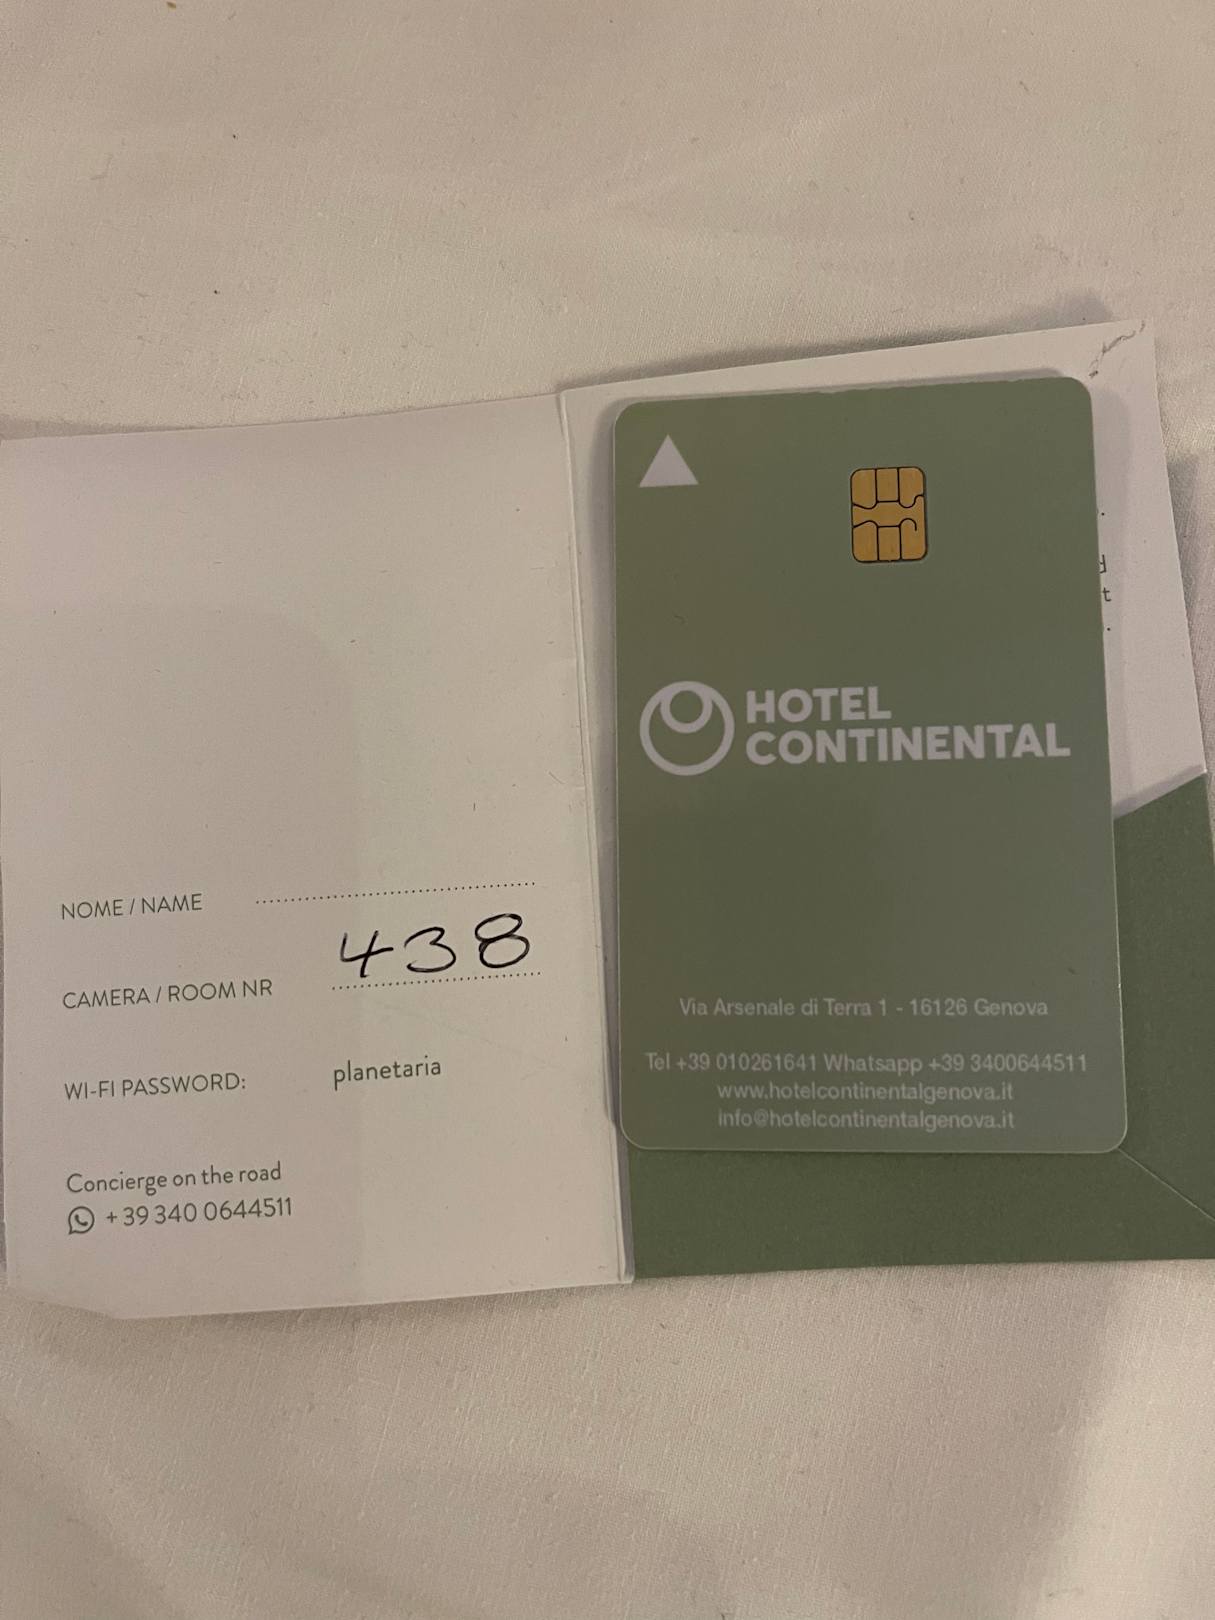 NOME / NAME
CAMERA / ROOM NR 438
WI-FI PASSWORD: planetaria
Concierge on the road
+ 39 340 0644511
HOTEL
CONTINENTAL
Via Arsenale di Terra 1 - 16126 Genova
Tel +39 010261641 Whatsapp +39 3400644511
www.hotelcontinentalgenova.it
info@hotelcontinentalgenova.it